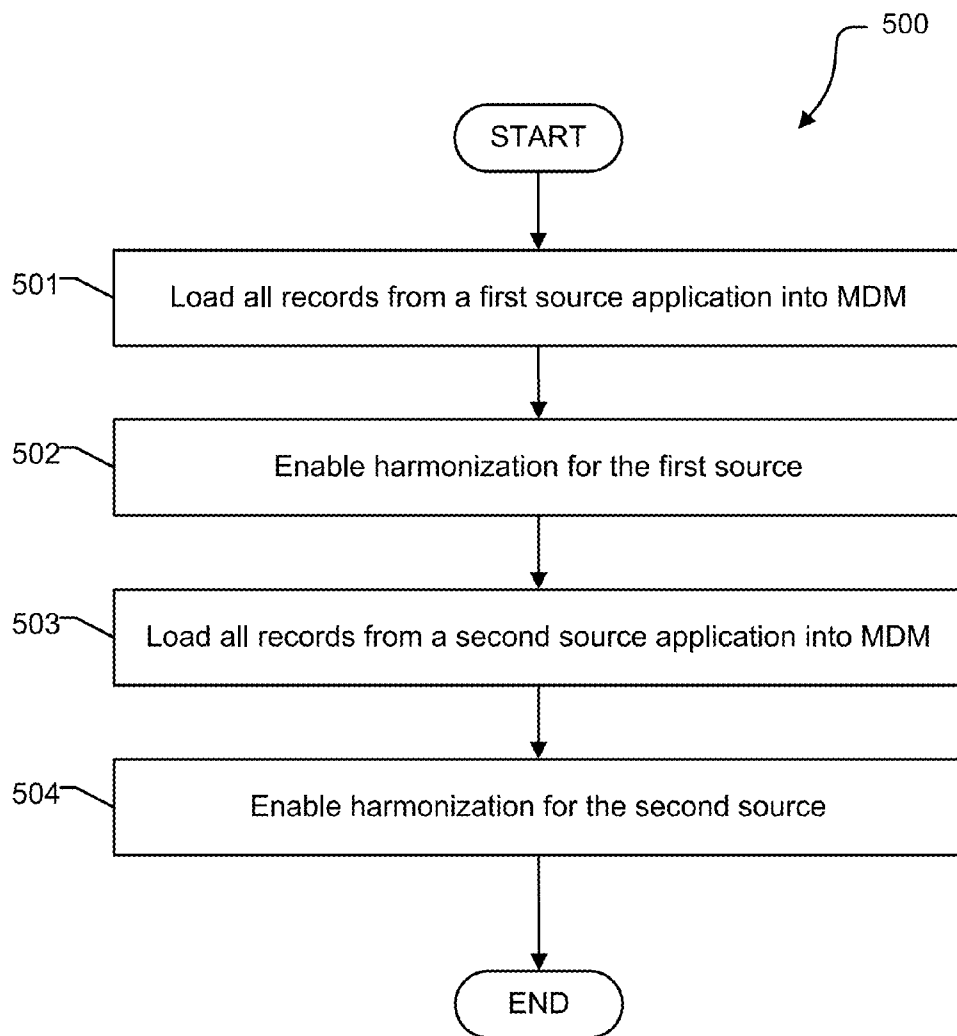 500
START
501
Load all records from a first source application into MDM
502
Enable harmonization for the first source
503
Load all records from a second source application into MDM
504
Enable harmonization for the second source
END